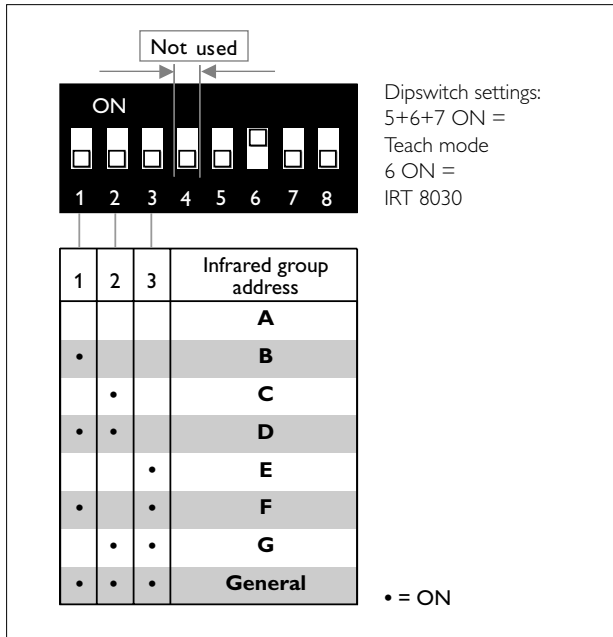 Not used
ON
1 2 3 4 5 6 7 8
Dipswitch settings:
5+6+7 ON =
Teach mode
6 ON =
IRT 8030
1 2 3 Infrared group
address
A
• B
• C
• • D
• E
• • F
• • G
• • • General
• = ON